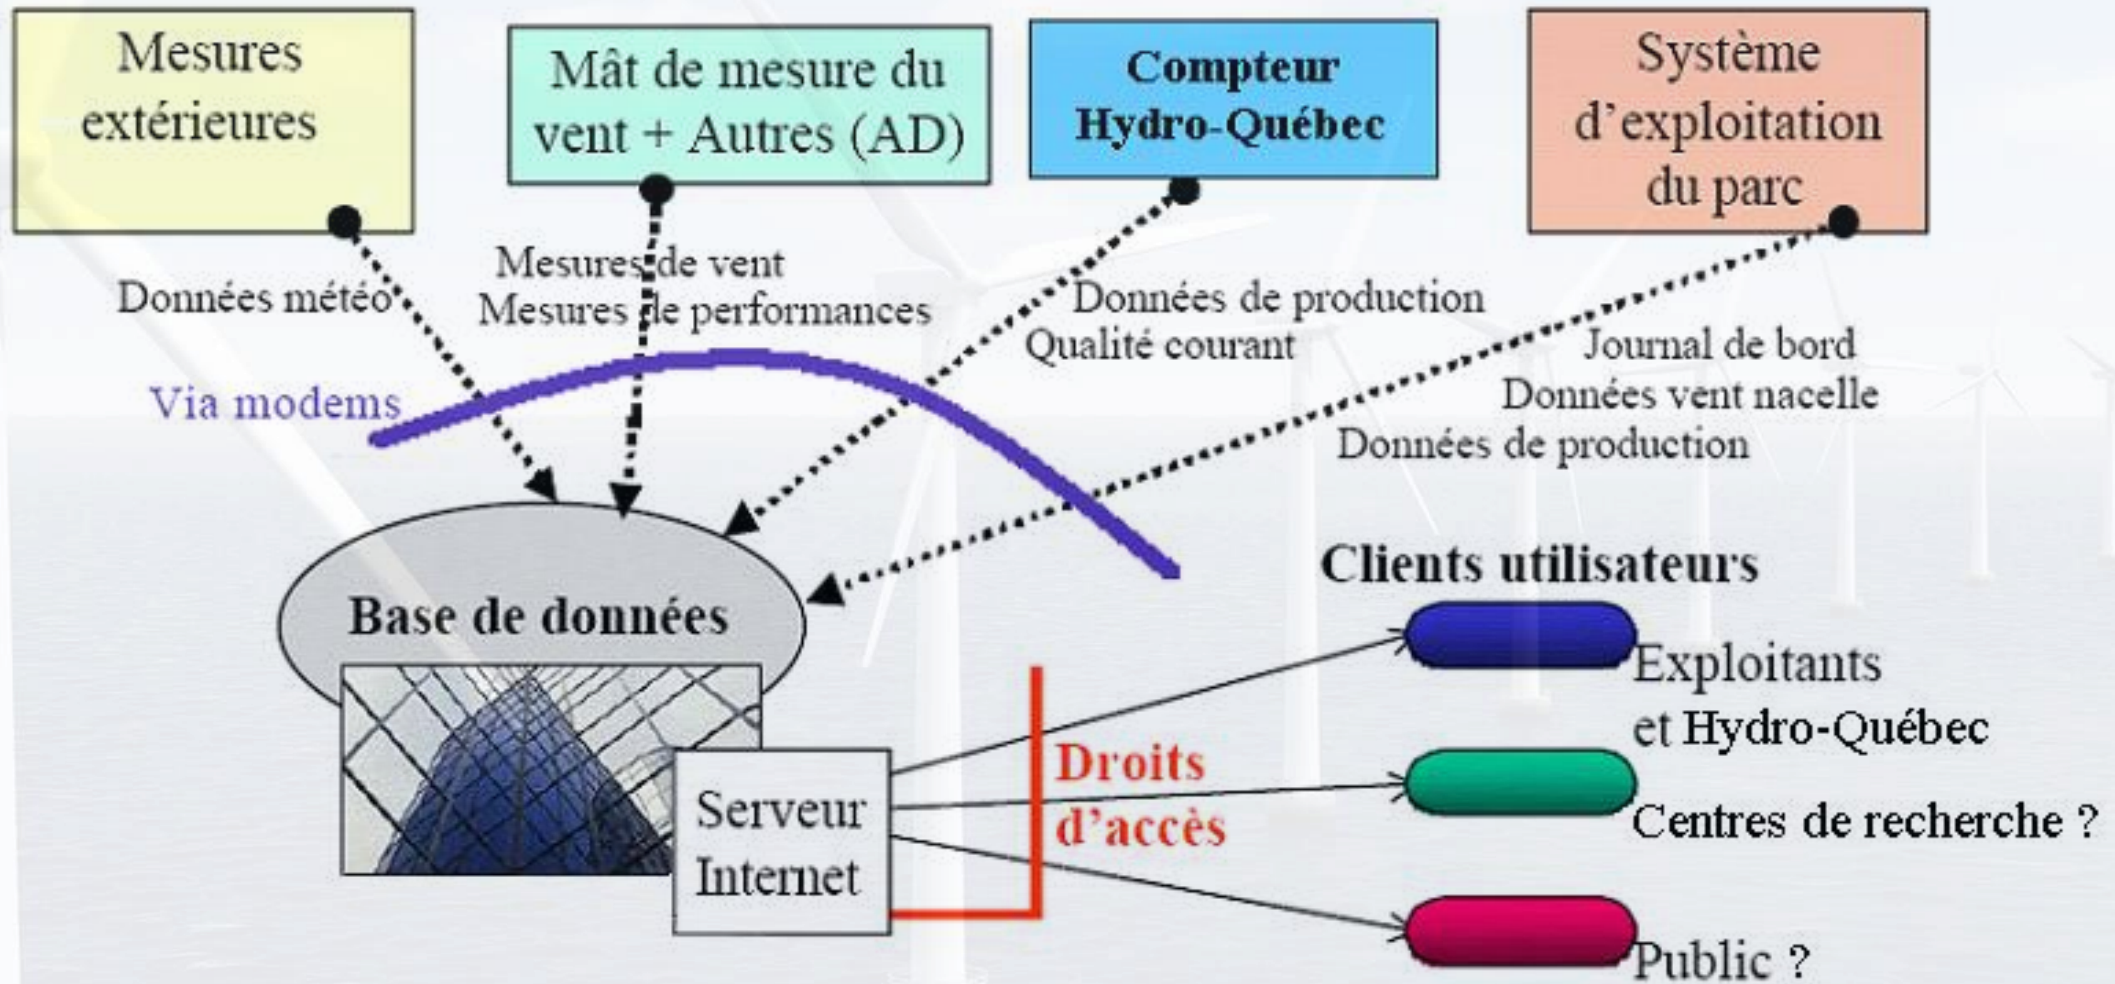 Mesures
extérieures
Mât de mesure du
vent + Autres (AD)
Compteur
Hydro-Québec
Système
d'exploitation
du parc
Données météo
Mesures de vent
Mesures de performances
Données de production
Qualité courant
Journal de bord
Données vent nacelle
Données de production
Via modems
Base de données
Serveur
Internet
Droits
d'accès
Clients utilisateurs
Exploitants
et Hydro-Québec
Centres de recherche ?
Public ?